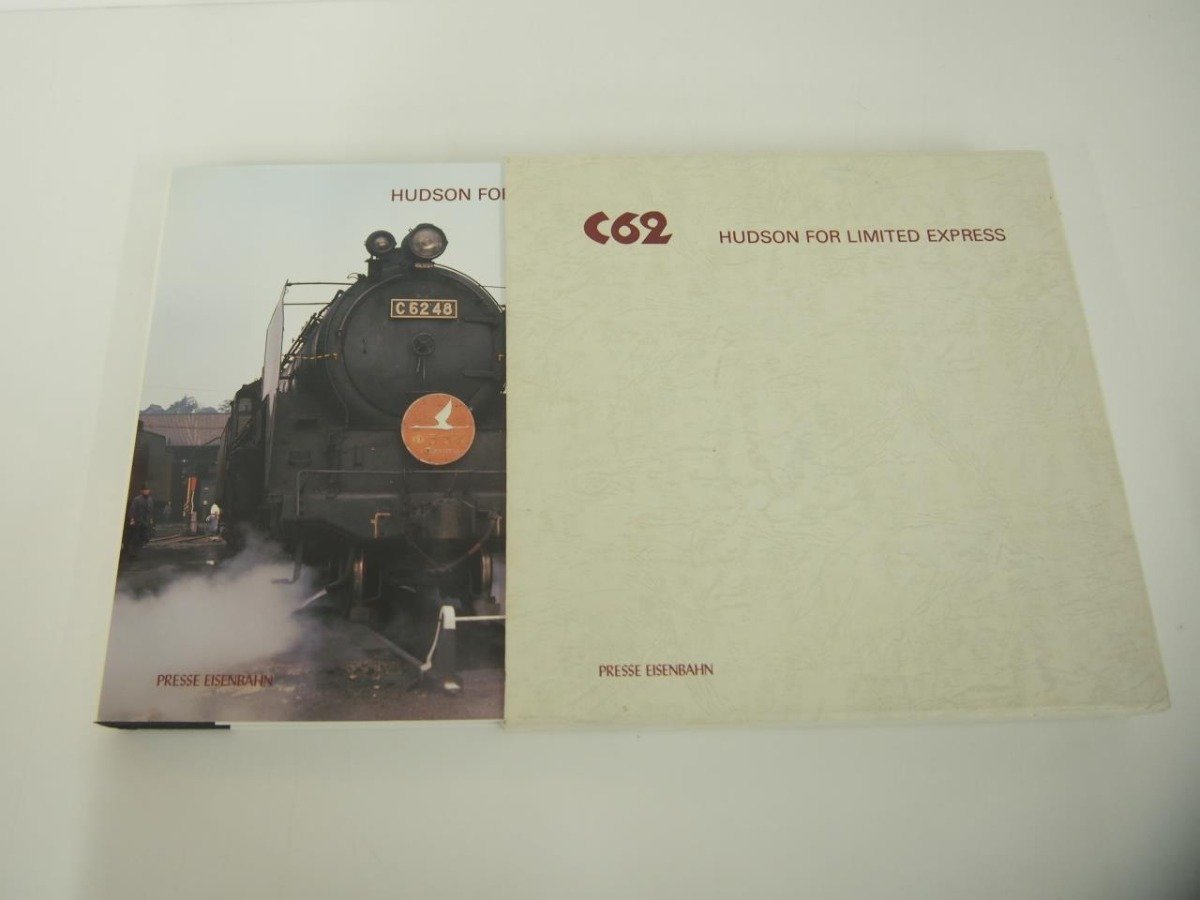 HUDSON FOR
C6248
PRESSE EISENBAHN
C62 HUDSON FOR LIMITED EXPRESS
PRESSE EISENBAHN